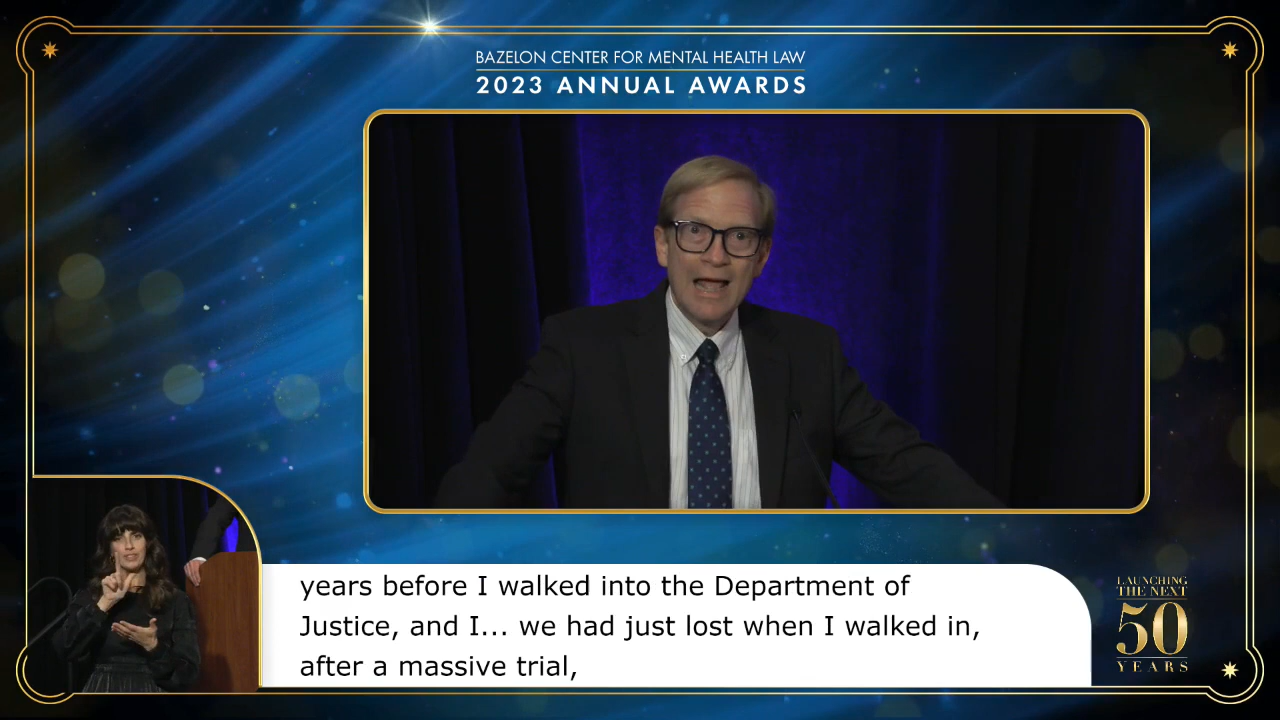 BAZELON CENTER FOR MENTAL HEALTH LAW
2023 ANNUAL AWARDS
years before I walked into the Department of
Justice, and I... we had just lost when I walked in,
after a massive trial,
LAUNCHING
THE NEXT
50
YEARS